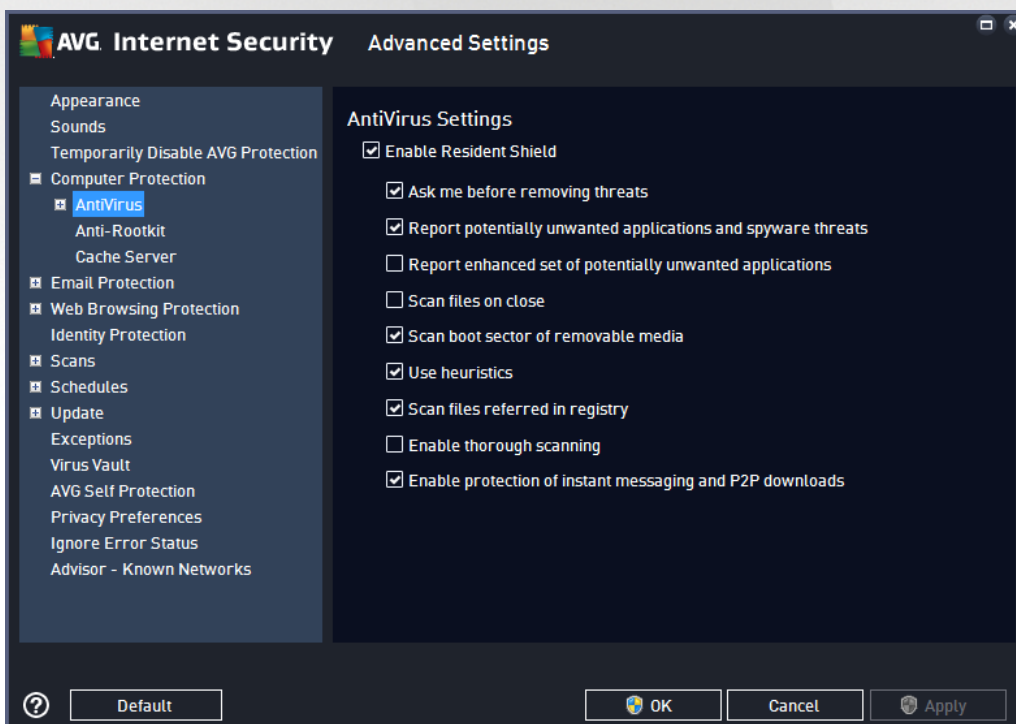 AVG. Internet Security Advanced Settings
Appearance
Sounds
Temporarily Disable AVG Protection
Computer Protection
AntiVirus
Anti-Rootkit
Cache Server
Email Protection
Web Browsing Protection
Identity Protection
Scans
Schedules
Update
Exceptions
Virus Vault
AVG Self Protection
Privacy Preferences
Ignore Error Status
Advisor - Known Networks
AntiVirus Settings
Enable Resident Shield
Ask me before removing threats
Report potentially unwanted applications and spyware threats
Report enhanced set of potentially unwanted applications
Scan files on close
Scan boot sector of removable media
Use heuristics
Scan files referred in registry
Enable thorough scanning
Enable protection of instant messaging and P2P downloads
? Default OK Cancel Apply